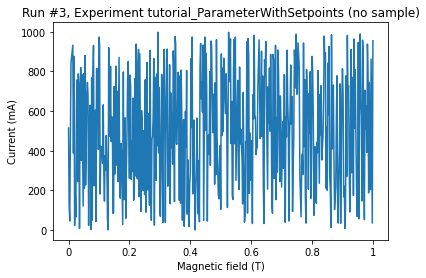 Run #3, Experiment tutorial_ParameterWithSetpoints (no sample)
1000
800
600
400
200
0
Current (mA)
0 0.2 0.4 0.6 0.8 1
Magnetic field (T)